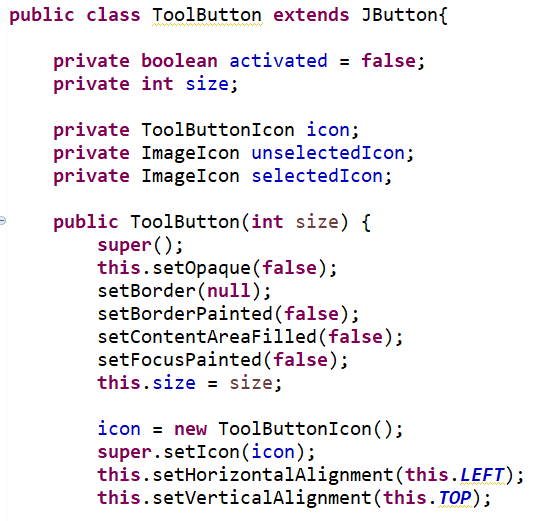 public class ToolButton extends JButton{
private boolean activated = false;
private int size;
private ToolButtonIcon icon;
private ImageIcon unselectedIcon;
private ImageIcon selectedIcon;
public ToolButton(int size) {
super();
this.setOpaque(false);
setBorder(null);
setBorderPainted(false);
setContentAreaFilled(false);
setFocusPainted(false);
this.size = size;
icon = new ToolButtonIcon();
super.setIcon(icon);
this.setHorizontalAlignment(this.LEFT);
this.setVerticalAlignment(this.TOP);